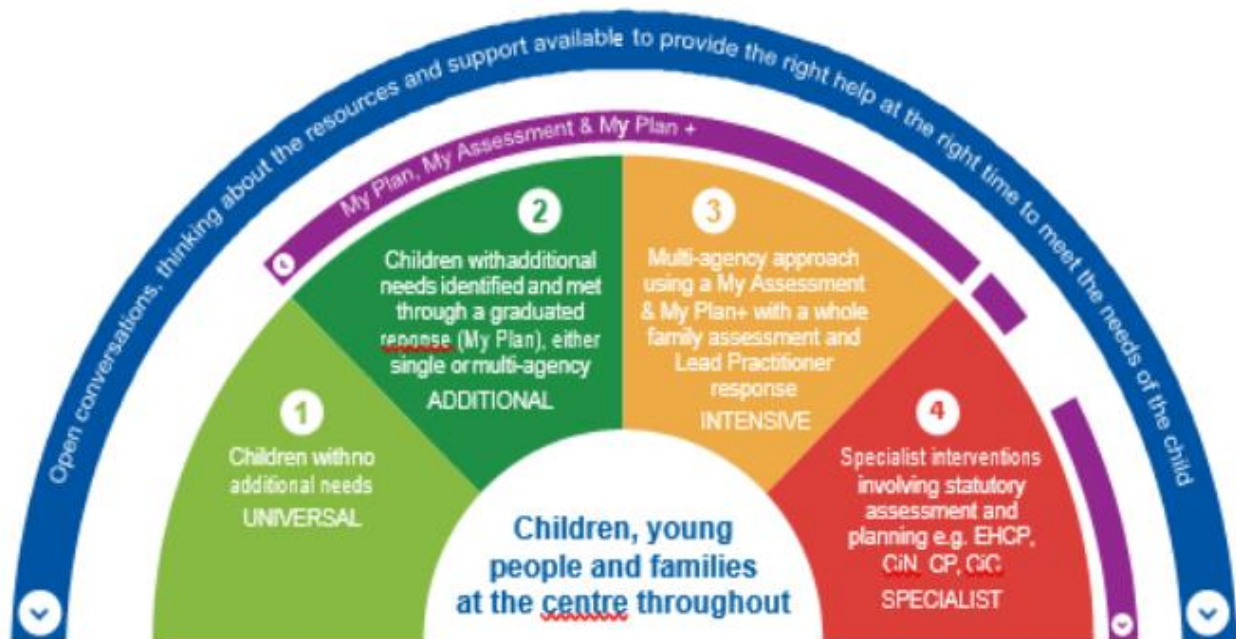 Open conversations, thinking about the resources and support available to provide the right help at the right time to meet the needs of the child
My Plan, My Assessment & My Plan +
1
Children withno
additional needs
UNIVERSAL
2
Children withadditional
needs identified and met
through a graduated
reponse (My Plan), either
single or multi-agency
ADDITIONAL
3
Multi-agency approach
using a My Assessment
& My Plan+ with a whole
family assessment and
Lead Practitioner
response
INTENSIVE
4
Specialist interventions
involving statutory
assessment and
planning e.g. EHCP,
CiN, CP, CiC
SPECIALIST
Children, young
people and families
at the centre throughout